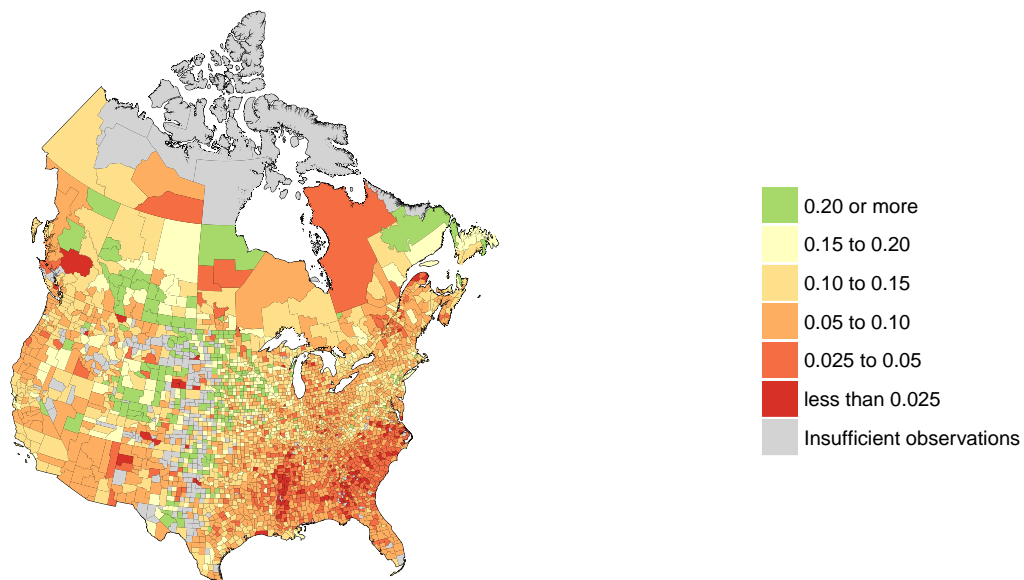 0.20 or more
0.15 to 0.20
0.10 to 0.15
0.05 to 0.10
0.025 to 0.05
less than 0.025
Insufficient observations